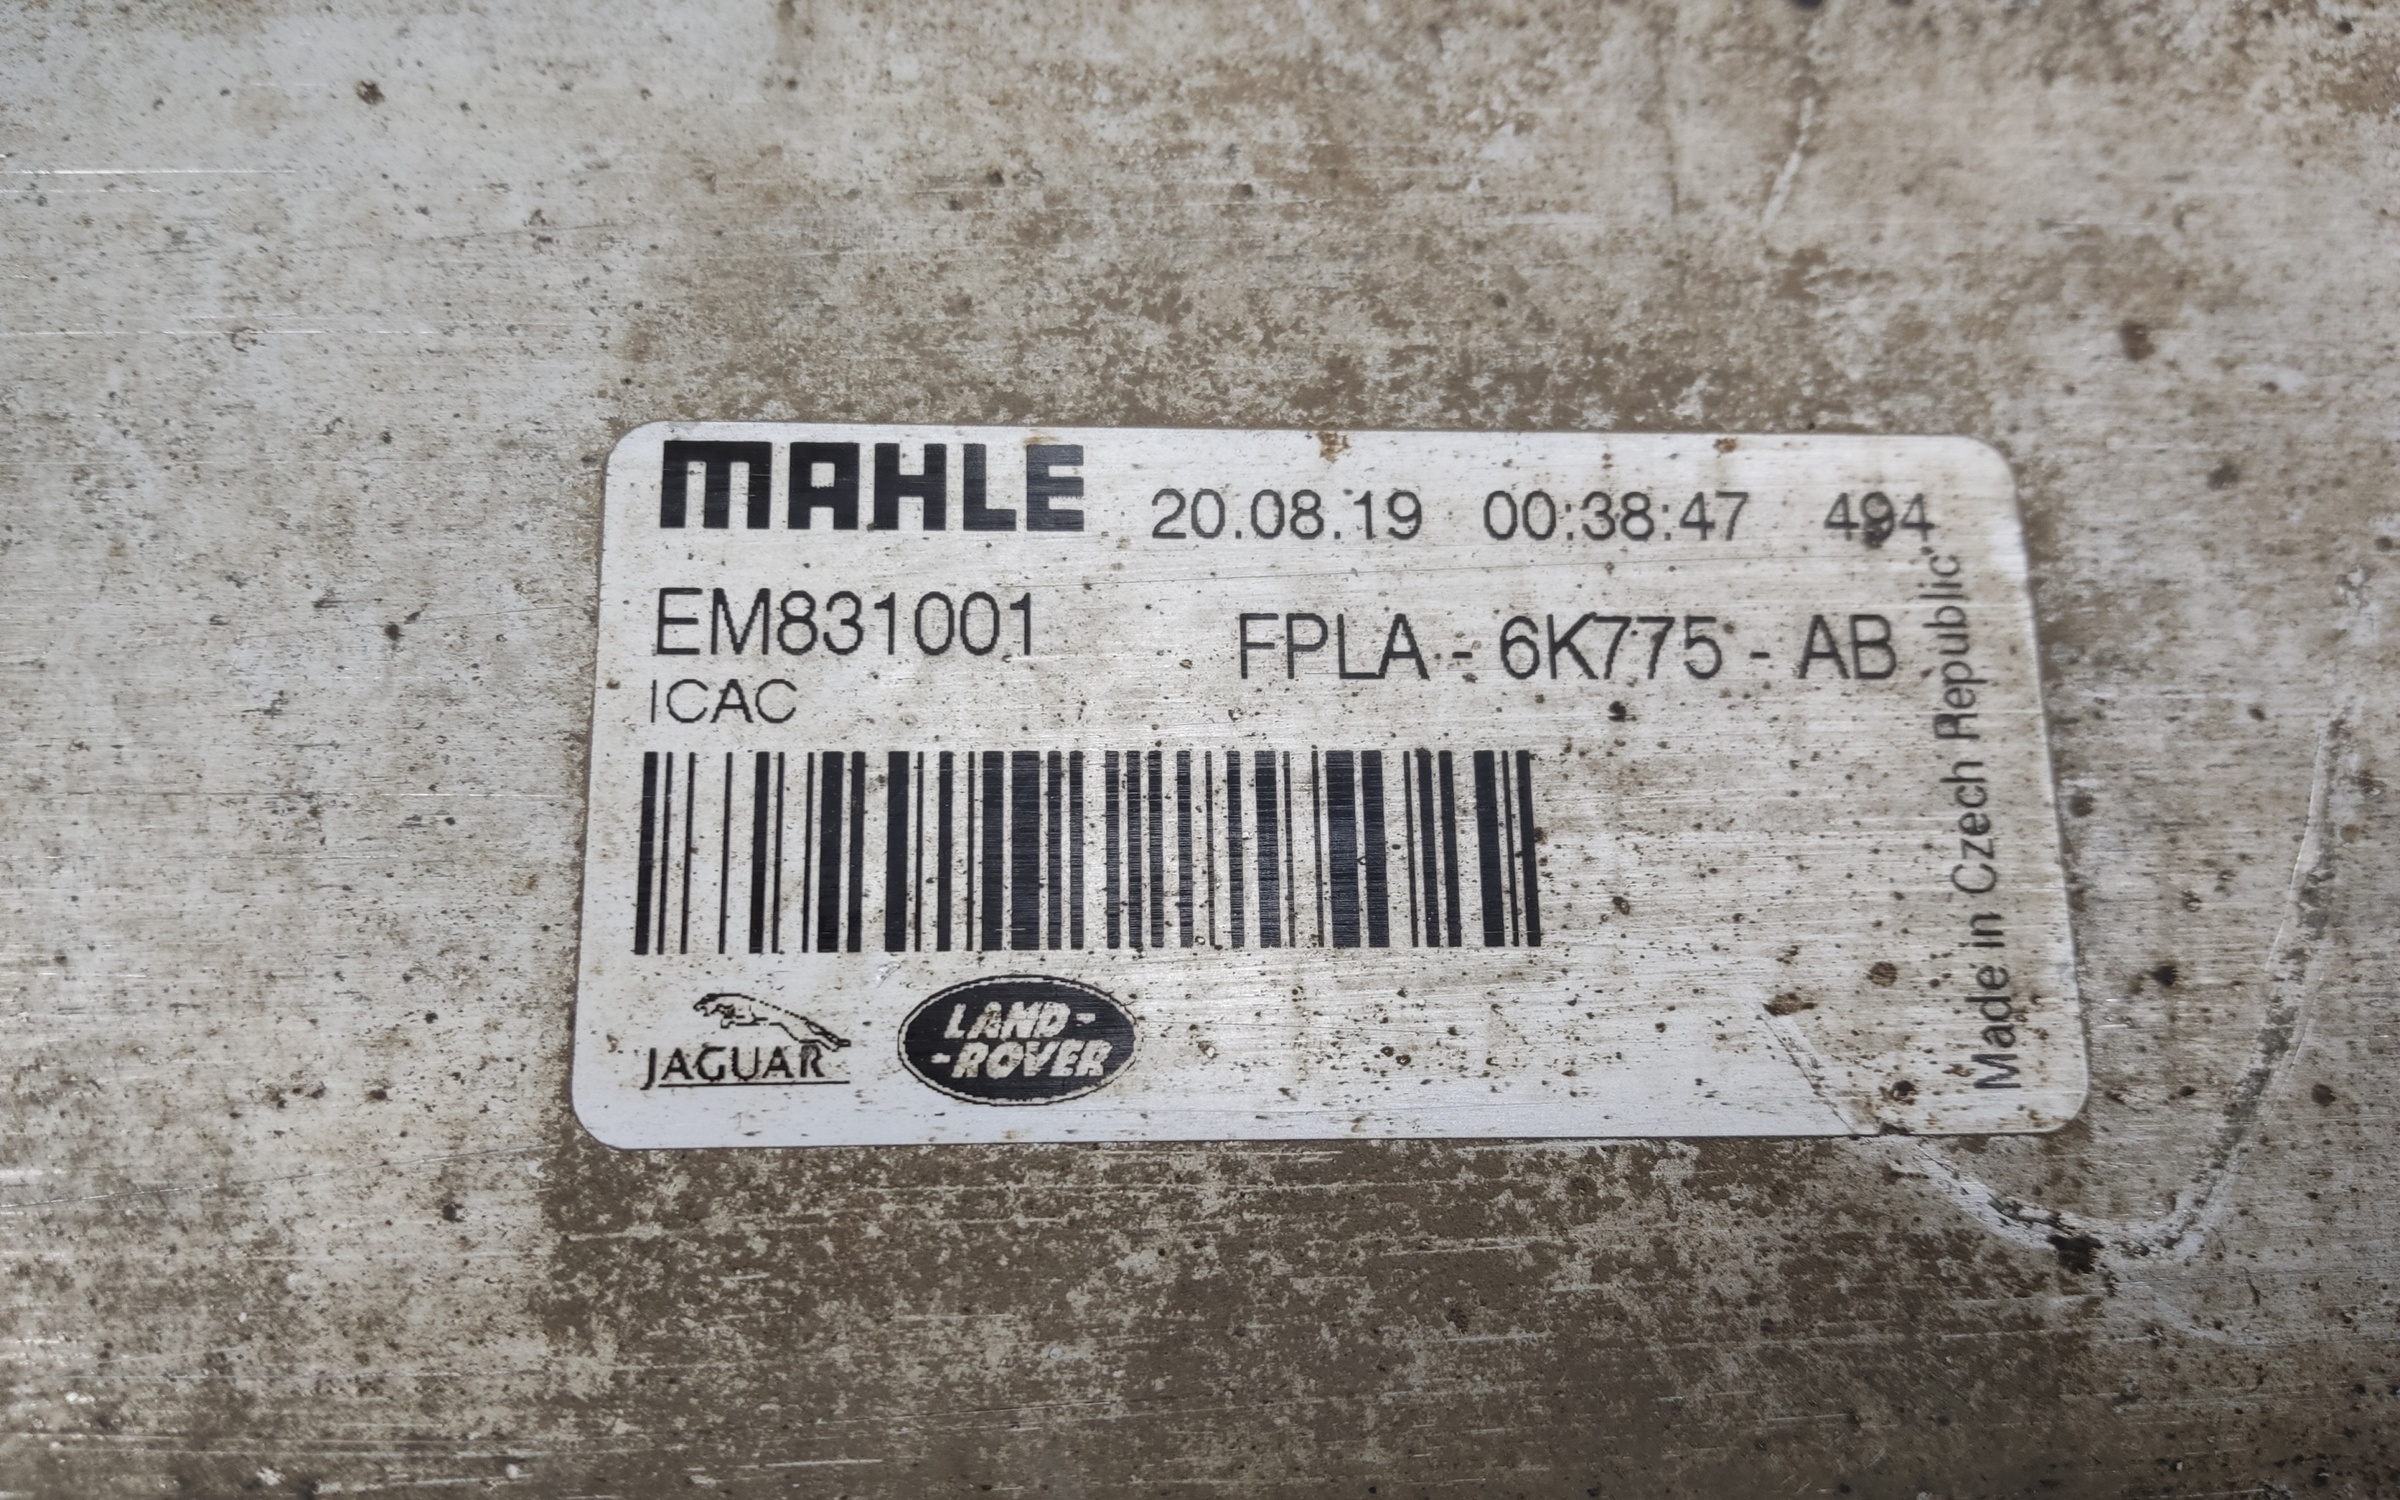 MAHLE 20.08.19 00:38:47 494
EM831001 FPLA - 6K775 - AB
ICAC
Made in Czech Republic
JAGUAR
LAND-
-ROVER